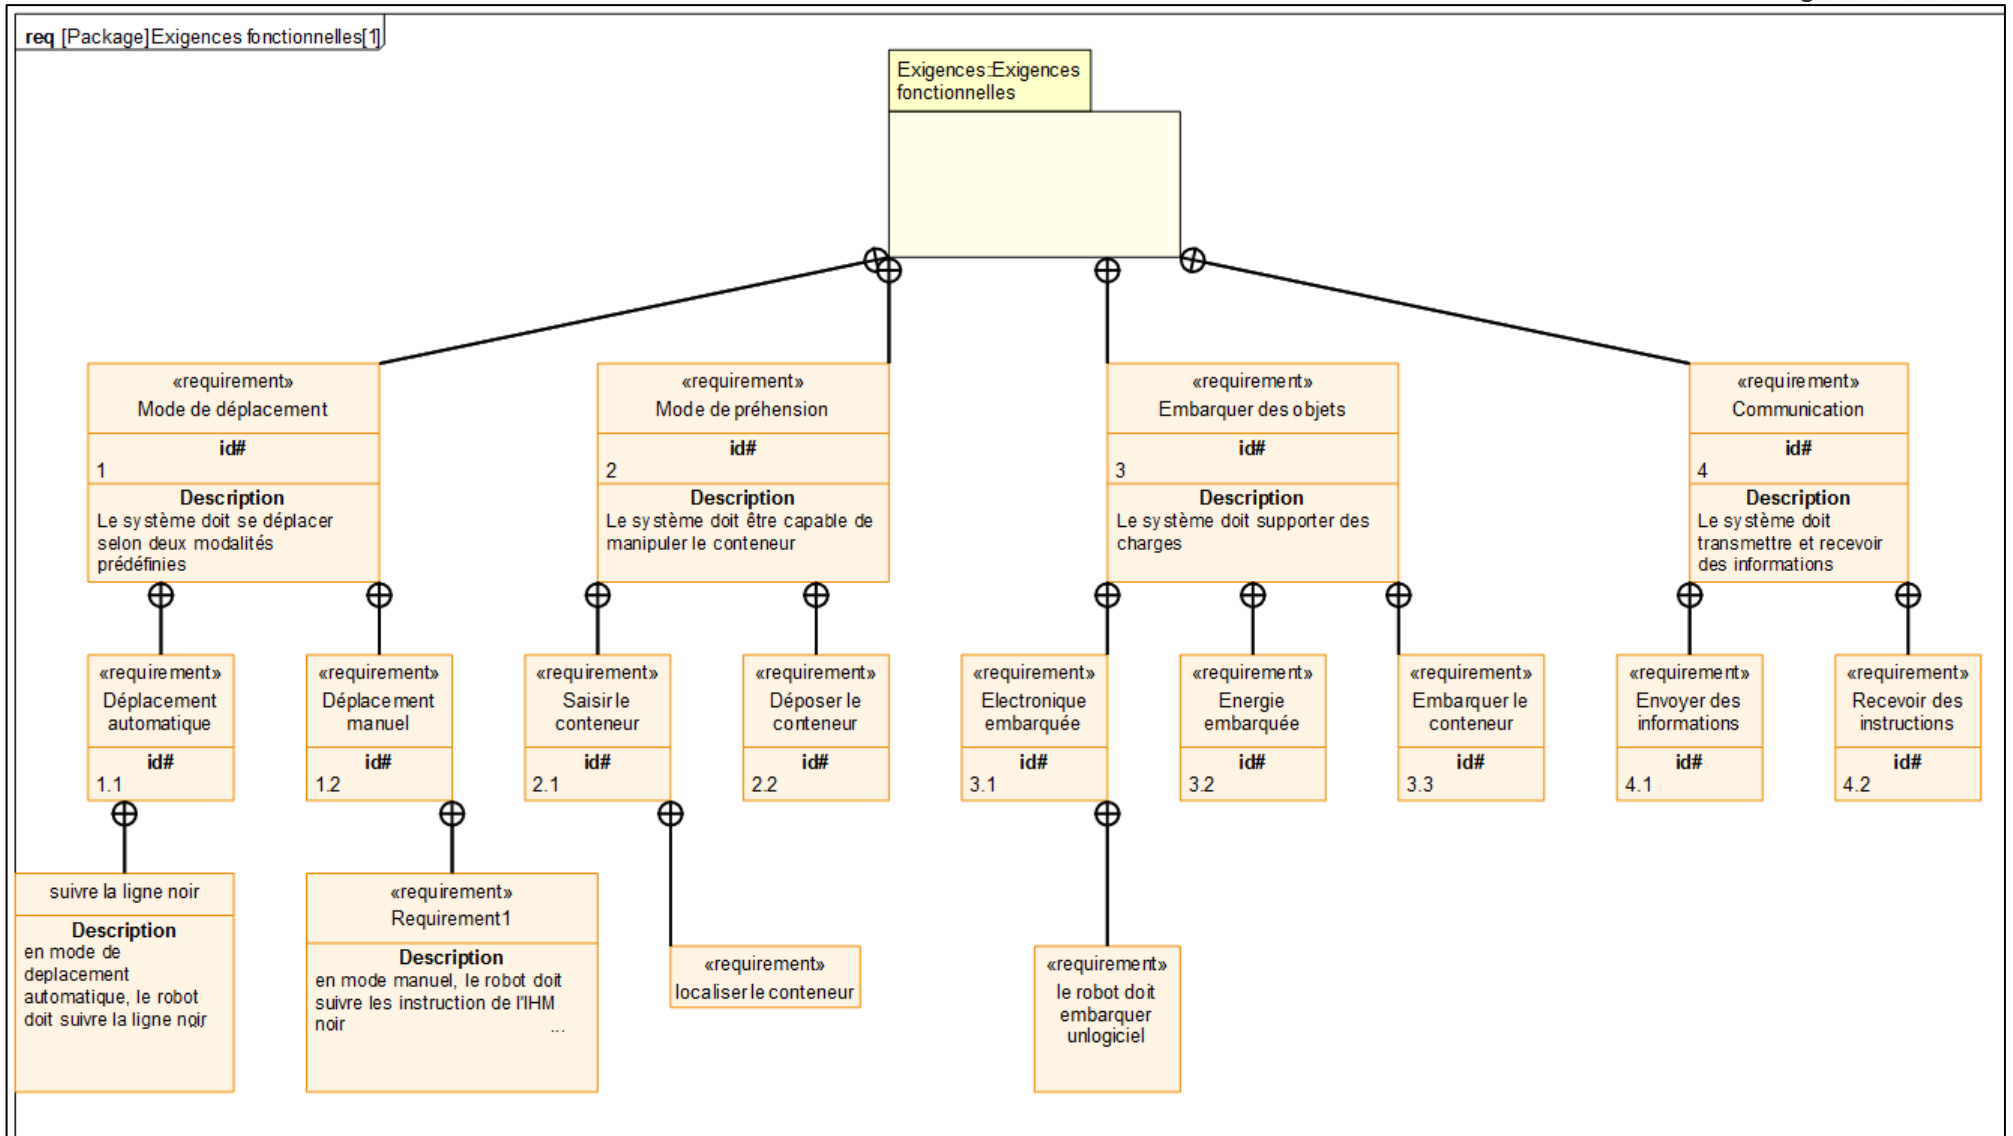 req [Package]Exigences fonctionnelles[1]
Exigences::Exigences
fonctionnelles
«requirement»
Mode de déplacement
id#
1
Description
Le système doit se déplacer
selon deux modalités
prédéfinies
«requirement»
Mode de préhension
id#
2
Description
Le système doit être capable de
manipuler le conteneur
«requirement»
Embarquer des objets
id#
3
Description
Le système doit supporter des
charges
«requirement»
Communication
id#
4
Description
Le système doit
transmettre et recevoir
des informations
«requirement»
Déplacement
automatique
id#
1.1
«requirement»
Déplacement
manuel
id#
1.2
«requirement»
Saisir le
conteneur
id#
2.1
«requirement»
Déposer le
conteneur
id#
2.2
«requirement»
Electronique
embarquée
id#
3.1
«requirement»
Energie
embarquée
id#
3.2
«requirement»
Embarquer le
conteneur
id#
3.3
«requirement»
Envoyer des
informations
id#
4.1
«requirement»
Recevoir des
instructions
id#
4.2
suivre la ligne noir
Description
en mode de
deplacement
automatique, le robot
doit suivre la ligne noir
«requirement»
Requirement1
Description
en mode manuel, le robot doit
suivre les instruction de l'IHM
noir ...
«requirement»
localiser le conteneur
«requirement»
le robot doit
embarquer
unlogiciel